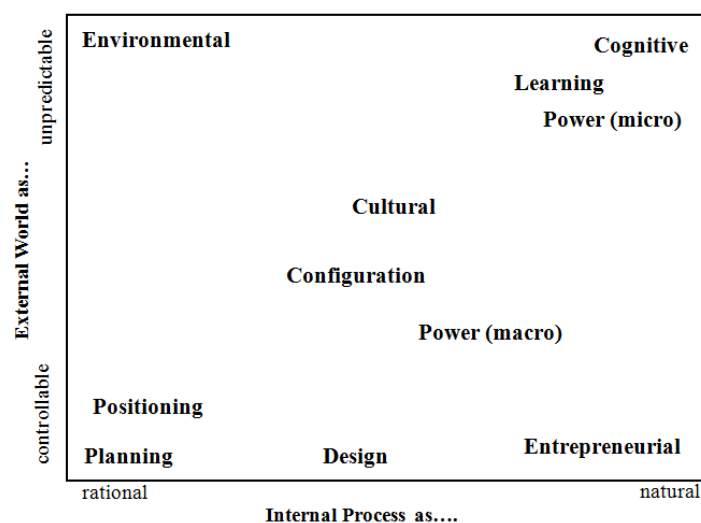 Environmental
Cognitive
Learning
Power (micro)
Cultural
Configuration
Power (macro)
Positioning
Entrepreneurial
Planning
Design
unpredictable
External World as…
controllable
rational
natural
Internal Process as….